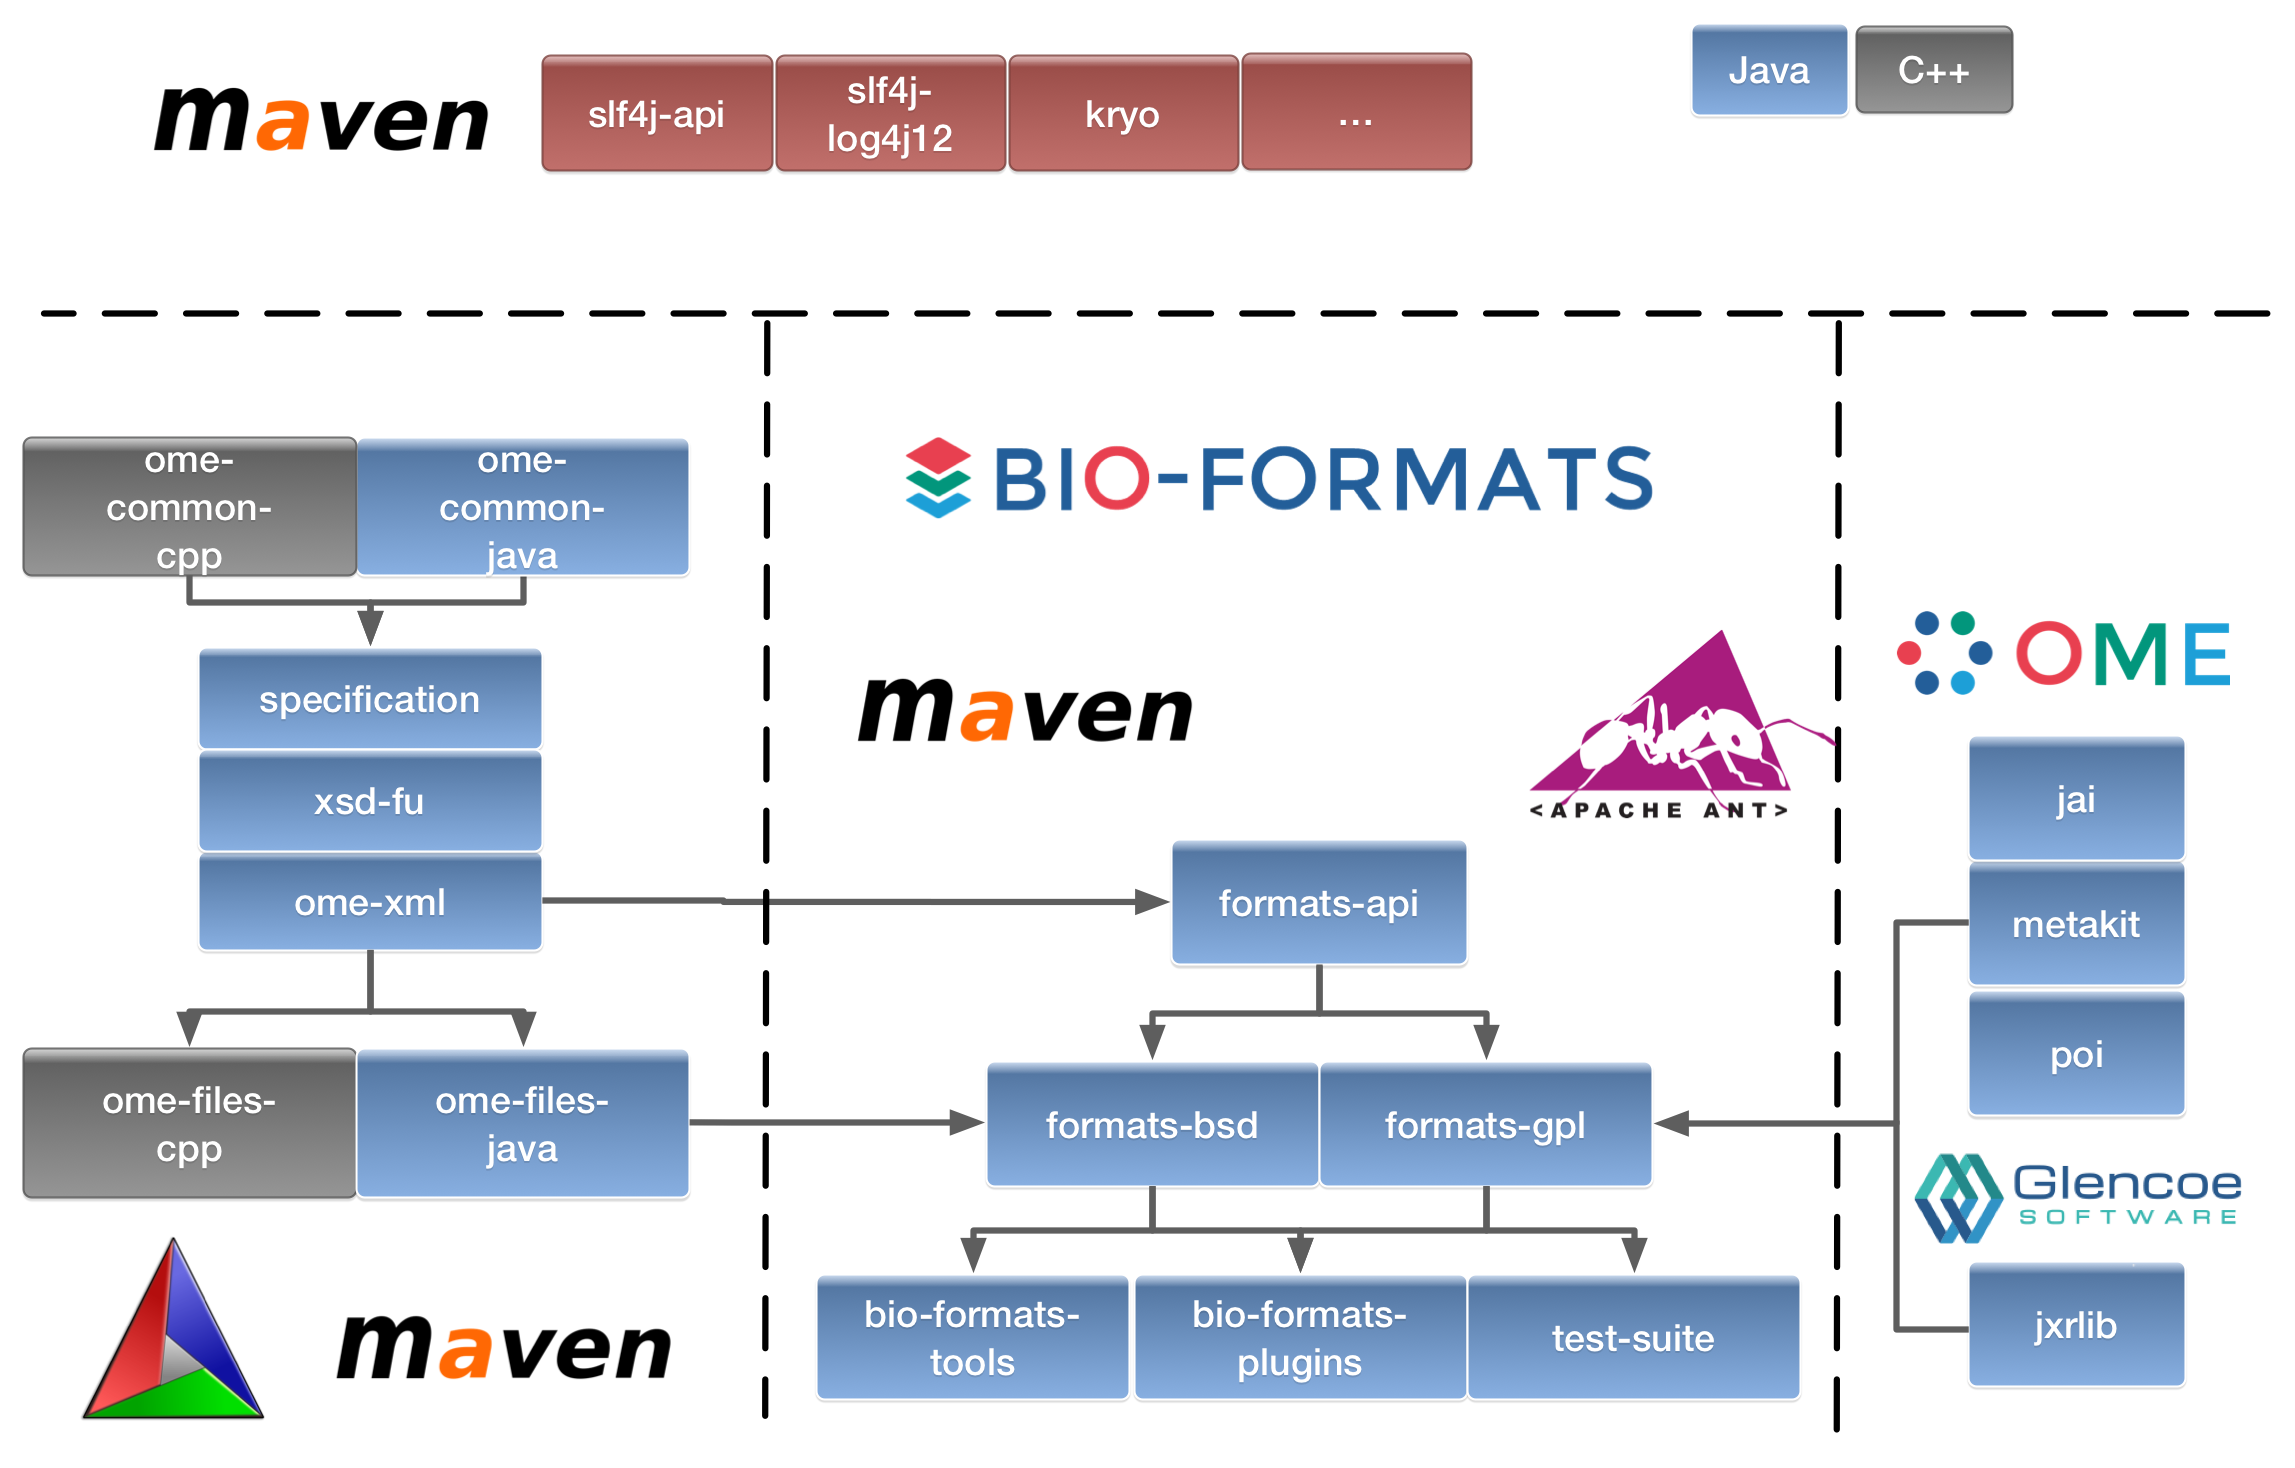 maven
slf4j-api
slf4j-
log4j12
kryo
...
Java
C++
ome-
common-
cpp
ome-
common-
java
specification
xsd-fu
ome-xml
ome-files-
cpp
ome-files-
java
maven
BIO-FORMATS
maven
<APACHE ANT>
formats-api
formats-bsd
formats-gpl
bio-formats-
tools
bio-formats-
plugins
test-suite
OME
jai
metakit
poi
Glencoe
SOFTWARE
jxrlib